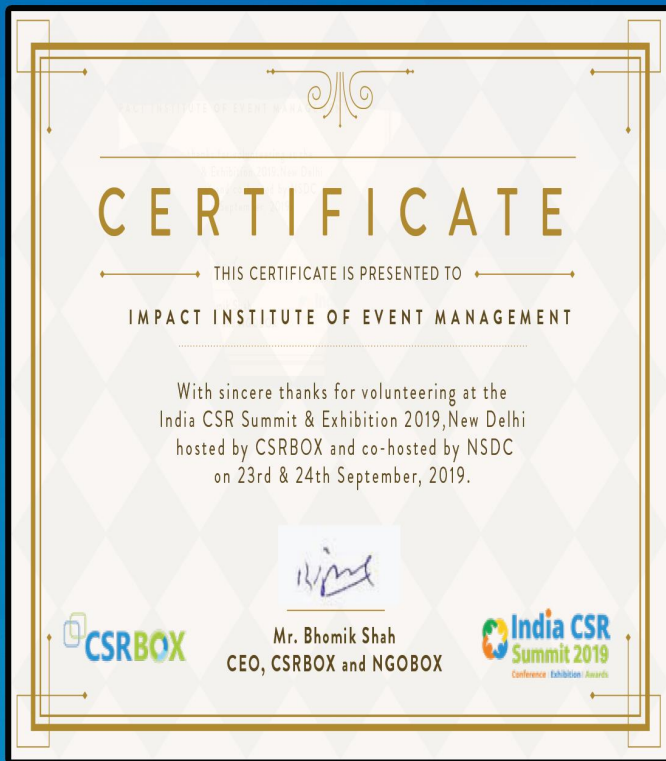 CERTIFICATE
THIS CERTIFICATE IS PRESENTED TO
IMPACT INSTITUTE OF EVENT MANAGEMENT
With sincere thanks for volunteering at the
India CSR Summit & Exhibition 2019,New Delhi
hosted by CSRBOX and co-hosted by NSDC
on 23rd & 24th September, 2019.
Mr. Bhomik Shah
CEO, CSRBOX and NGOBOX
CSRBOX
India CSR
Summit 2019
Conference Exhibition Awards